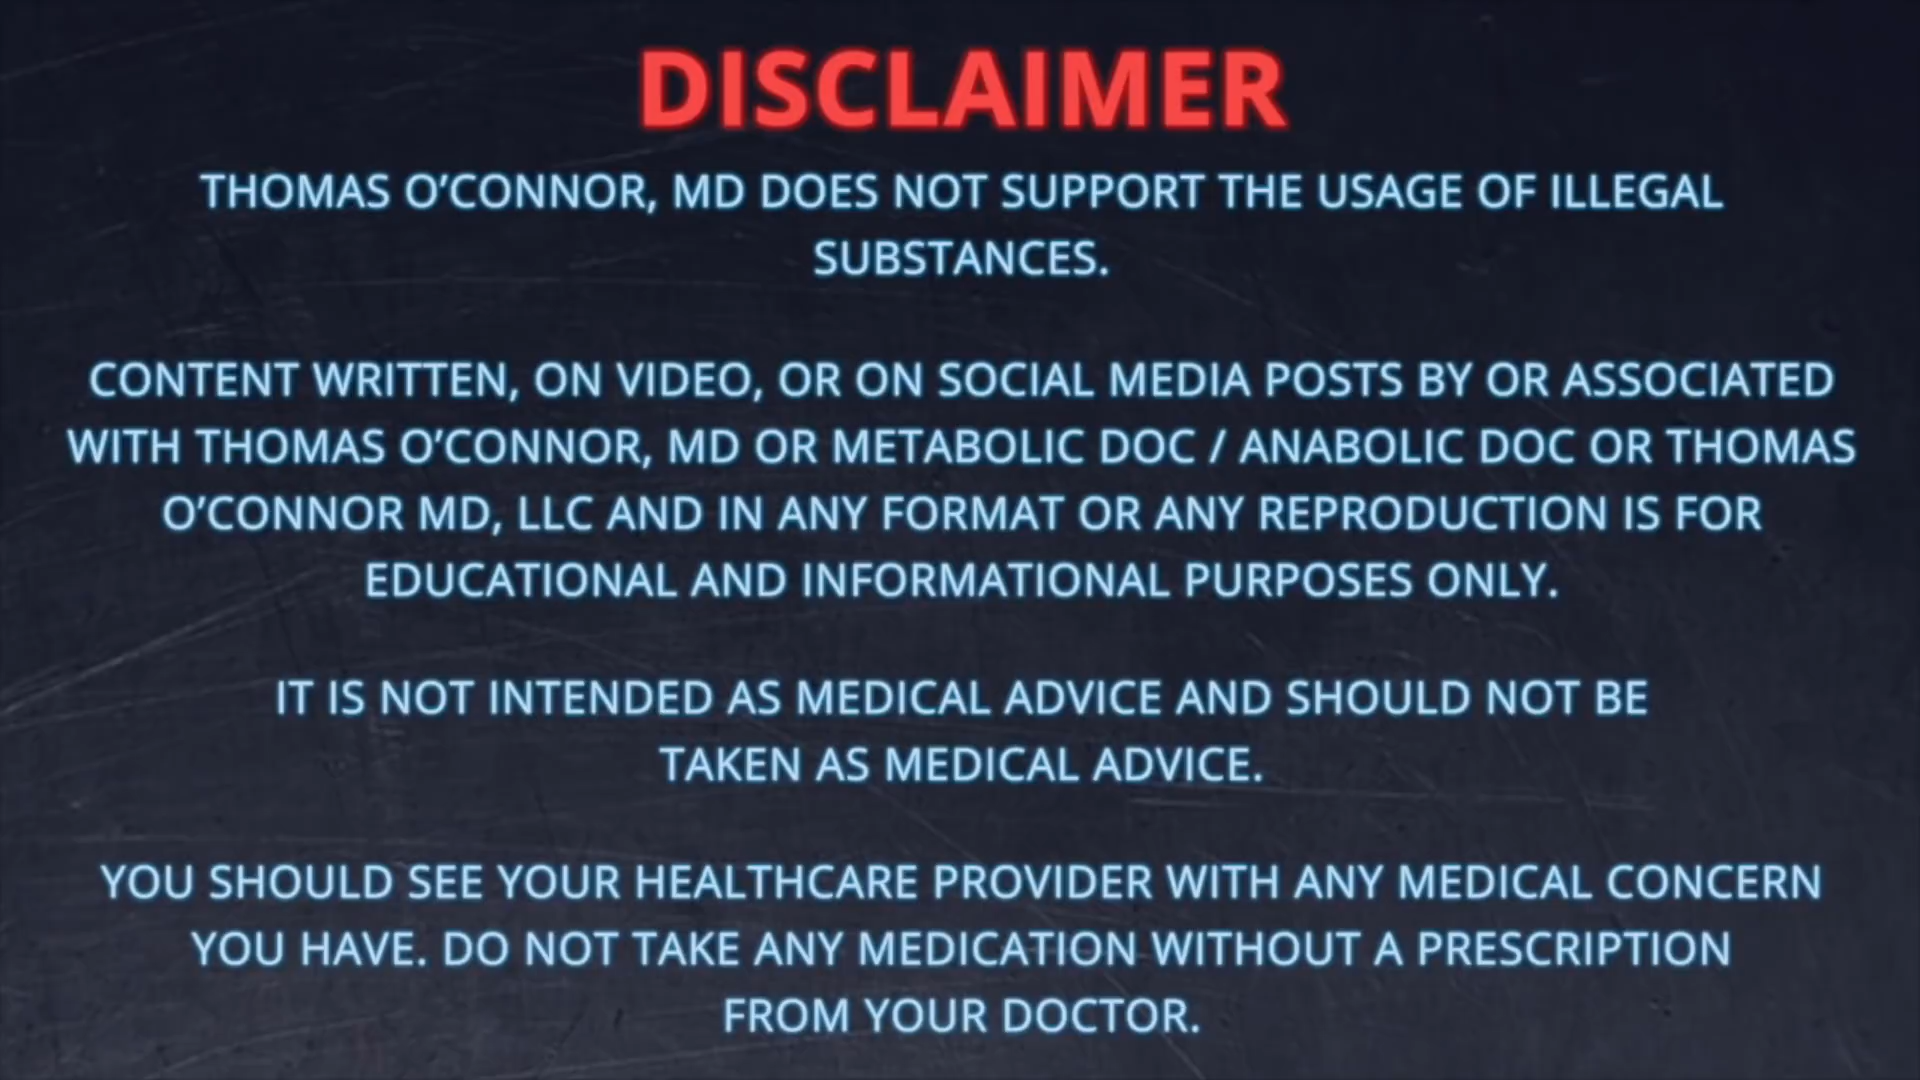 DISCLAIMER
THOMAS O’CONNOR, MD DOES NOT SUPPORT THE USAGE OF ILLEGAL
SUBSTANCES.
CONTENT WRITTEN, ON VIDEO, OR ON SOCIAL MEDIA POSTS BY OR ASSOCIATED
WITH THOMAS O’CONNOR, MD OR METABOLIC DOC / ANABOLIC DOC OR THOMAS
O’CONNOR MD, LLC AND IN ANY FORMAT OR ANY REPRODUCTION IS FOR
EDUCATIONAL AND INFORMATIONAL PURPOSES ONLY.
IT IS NOT INTENDED AS MEDICAL ADVICE AND SHOULD NOT BE
TAKEN AS MEDICAL ADVICE.
YOU SHOULD SEE YOUR HEALTHCARE PROVIDER WITH ANY MEDICAL CONCERN
YOU HAVE. DO NOT TAKE ANY MEDICATION WITHOUT A PRESCRIPTION
FROM YOUR DOCTOR.